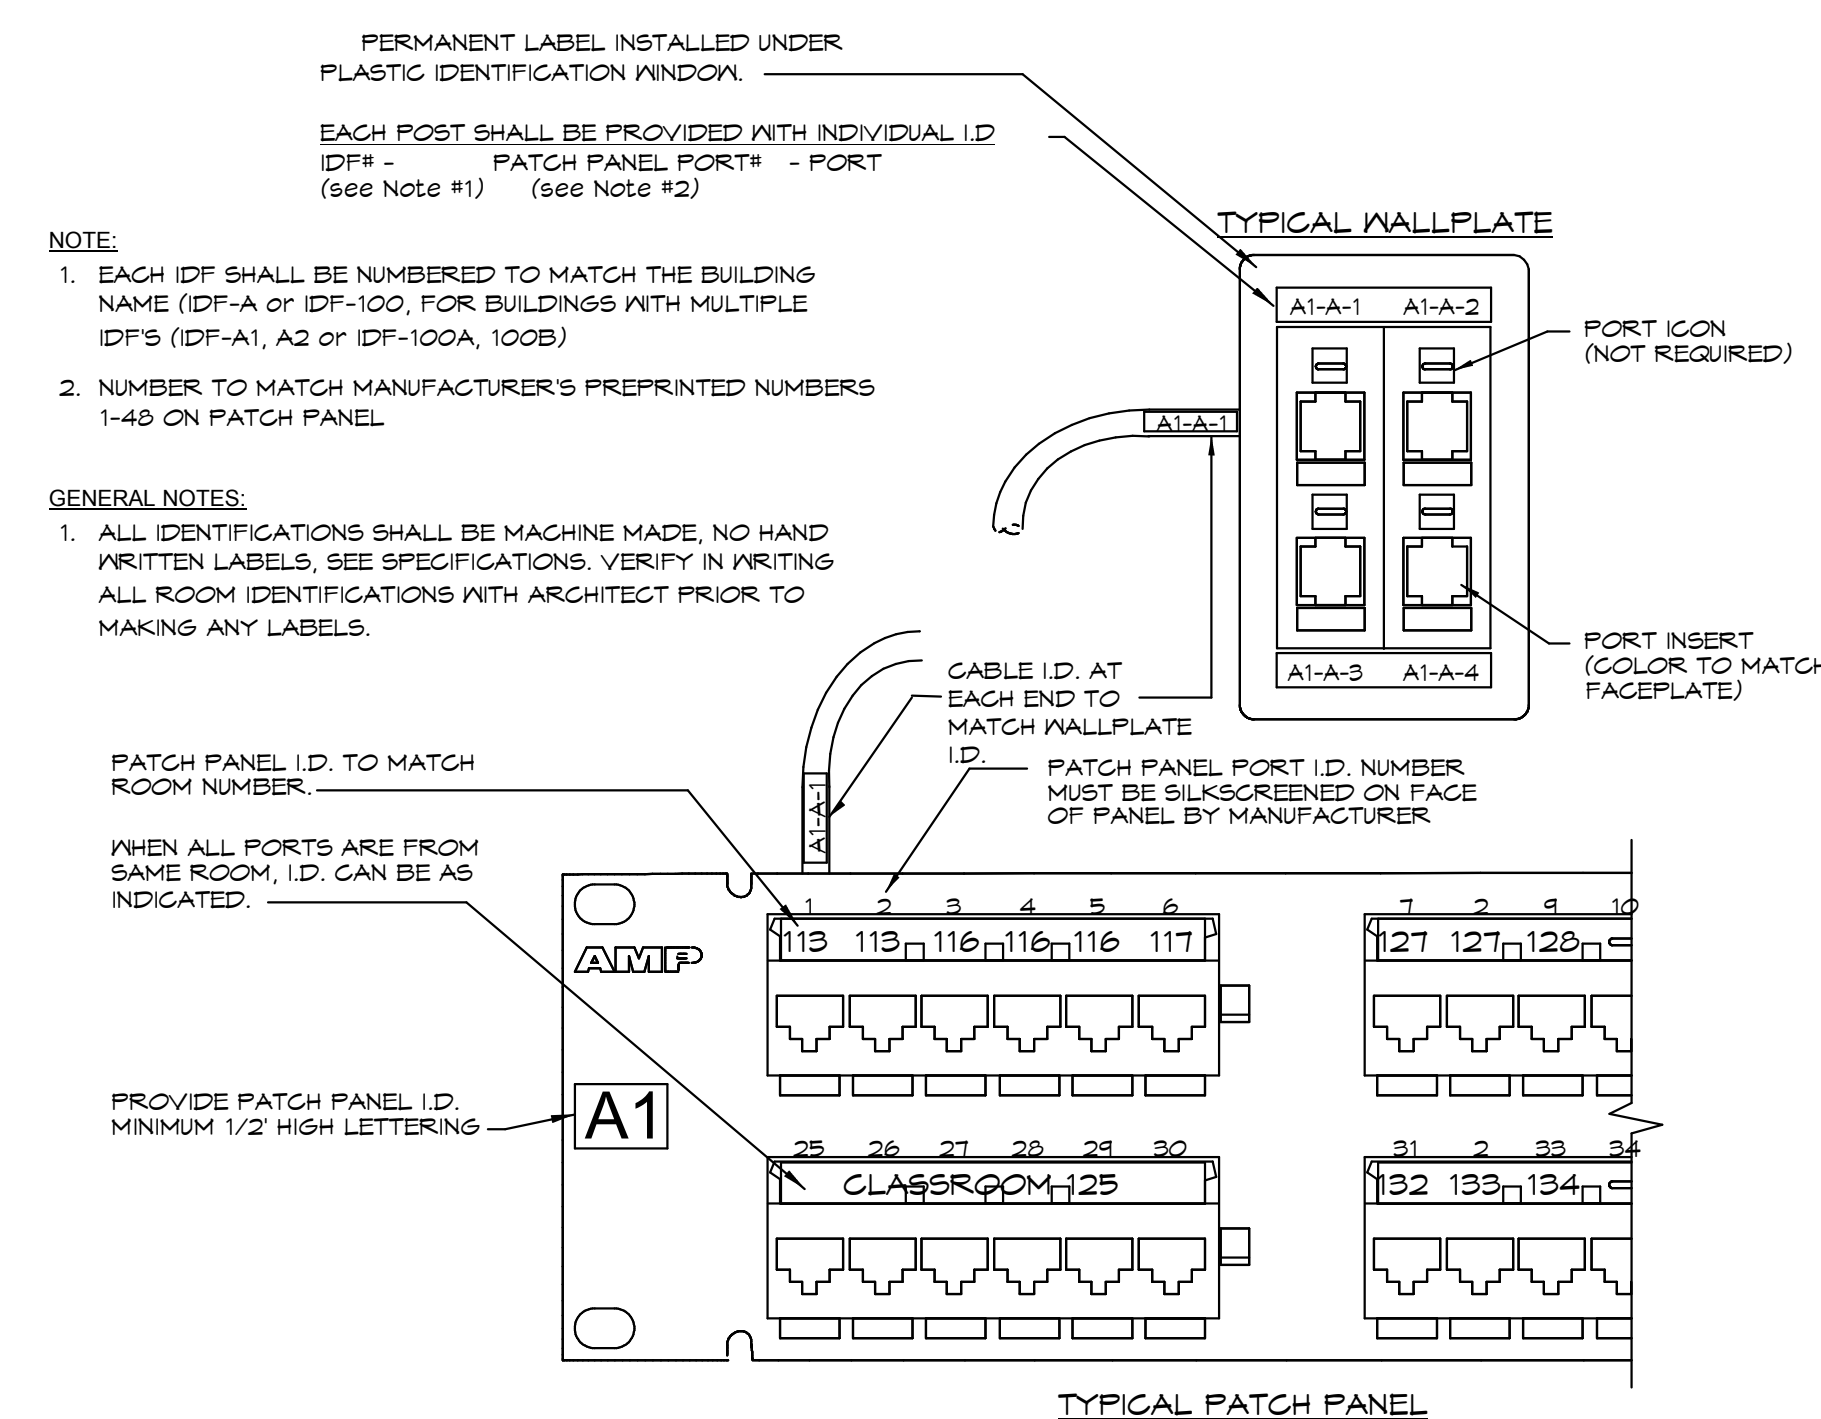 PERMANENT LABEL INSTALLED UNDER
PLASTIC IDENTIFICATION WINDOW.
EACH POST SHALL BE PROVIDED WITH INDIVIDUAL I.D
IDF# - PATCH PANEL PORT# - PORT
(see Note #1) (see Note #2)
NOTE:
1. EACH IDF SHALL BE NUMBERED TO MATCH THE BUILDING
NAME (IDF-A or IDF-100, FOR BUILDINGS WITH MULTIPLE
IDF'S (IDF-A1, A2 or IDF-100A, 100B)
2. NUMBER TO MATCH MANUFACTURER'S PREPRINTED NUMBERS
1-48 ON PATCH PANEL
GENERAL NOTES:
1. ALL IDENTIFICATIONS SHALL BE MACHINE MADE, NO HAND
WRITTEN LABELS, SEE SPECIFICATIONS. VERIFY IN WRITING
ALL ROOM IDENTIFICATIONS WITH ARCHITECT PRIOR TO
MAKING ANY LABELS.
TYPICAL WALLPLATE
A1-A-1 A1-A-2
PORT ICON
(NOT REQUIRED)
A1-A-1
PORT INSERT
(COLOR TO MATCH
FACEPLATE)
A1-A-3 A1-A-4
CABLE I.D. AT
EACH END TO
MATCH WALLPLATE
I.D.
A1-A-1
PATCH PANEL PORT I.D. NUMBER
MUST BE SILKSCREENED ON FACE
OF PANEL BY MANUFACTURER
PATCH PANEL I.D. TO MATCH
ROOM NUMBER.
WHEN ALL PORTS ARE FROM
SAME ROOM, I.D. CAN BE AS
INDICATED.
PROVIDE PATCH PANEL I.D.
MINIMUM 1/2' HIGH LETTERING
AMP
A1
1 2 3 4 5 6 7 2 9 10
113 113 116 116 116 117 127 127 128
25 26 27 28 29 30 31 2 33 34
CLASSROOM 125 132 133 134
TYPICAL PATCH PANEL